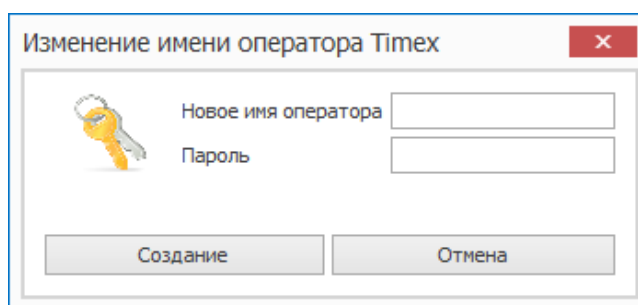 Изменение имени оператора Timex
Новое имя оператора
Пароль
Создание Отмена